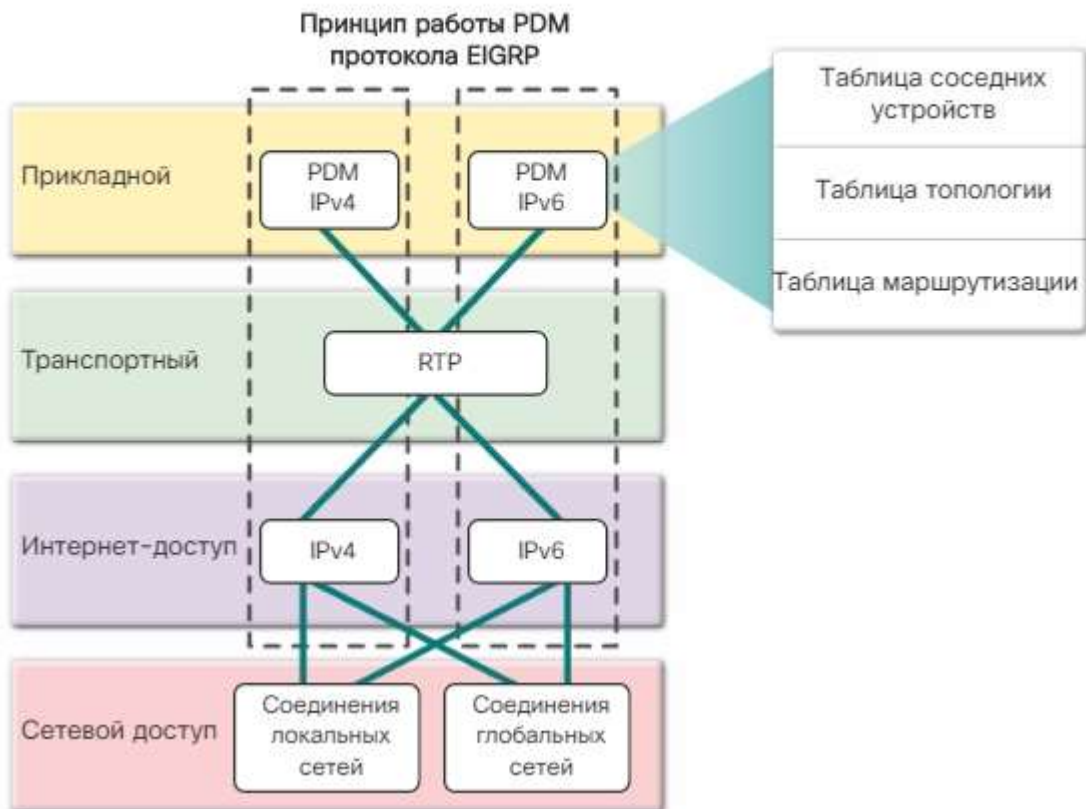 Принцип работы PDM
протокола EIGRP
Таблица соседних
устройств
Таблица топологии
Таблица маршрутизации
Прикладной
PDM
IPv4
PDM
IPv6
Транспортный
RTP
Интернет-доступ
IPv4
IPv6
Сетевой доступ
Соединения
локальных
сетей
Соединения
глобальных
сетей